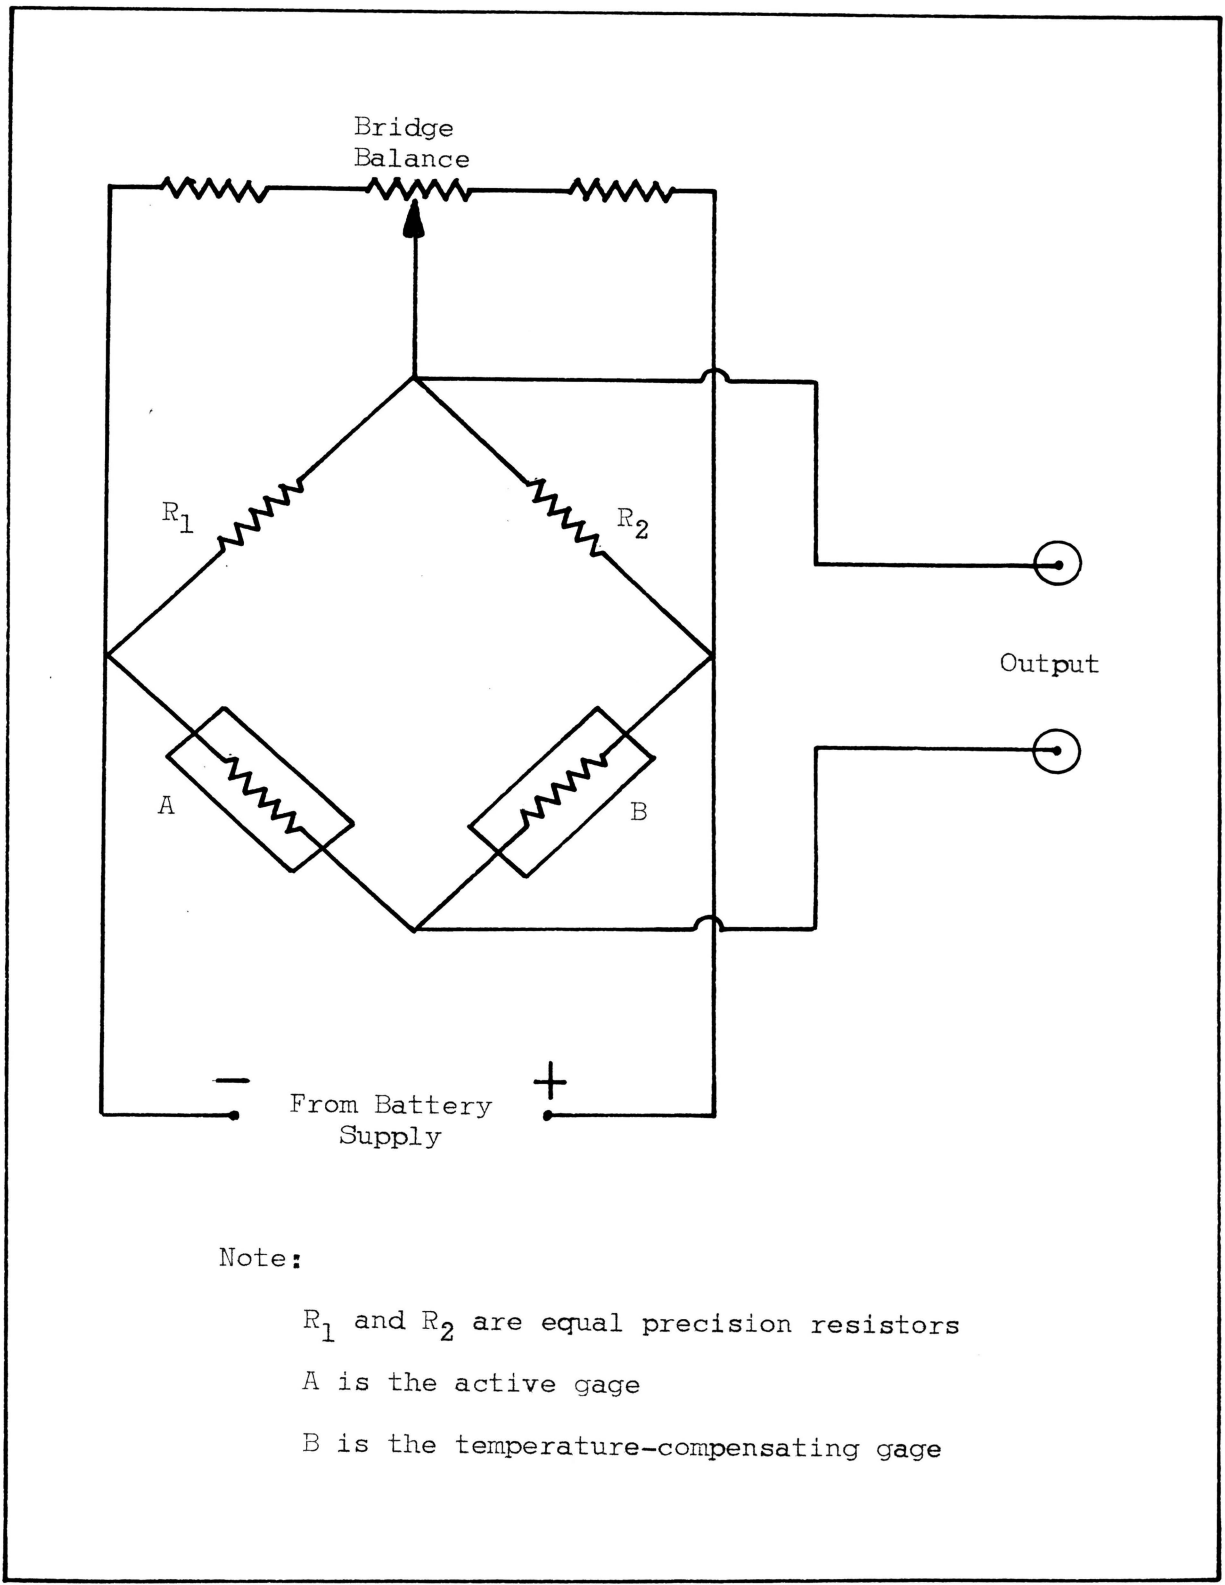 Bridge
Balance
R1
R2
Output
A
B
− +
From Battery
Supply
Note:
R1 and R2 are equal precision resistors
A is the active gage
B is the temperature-compensating gage